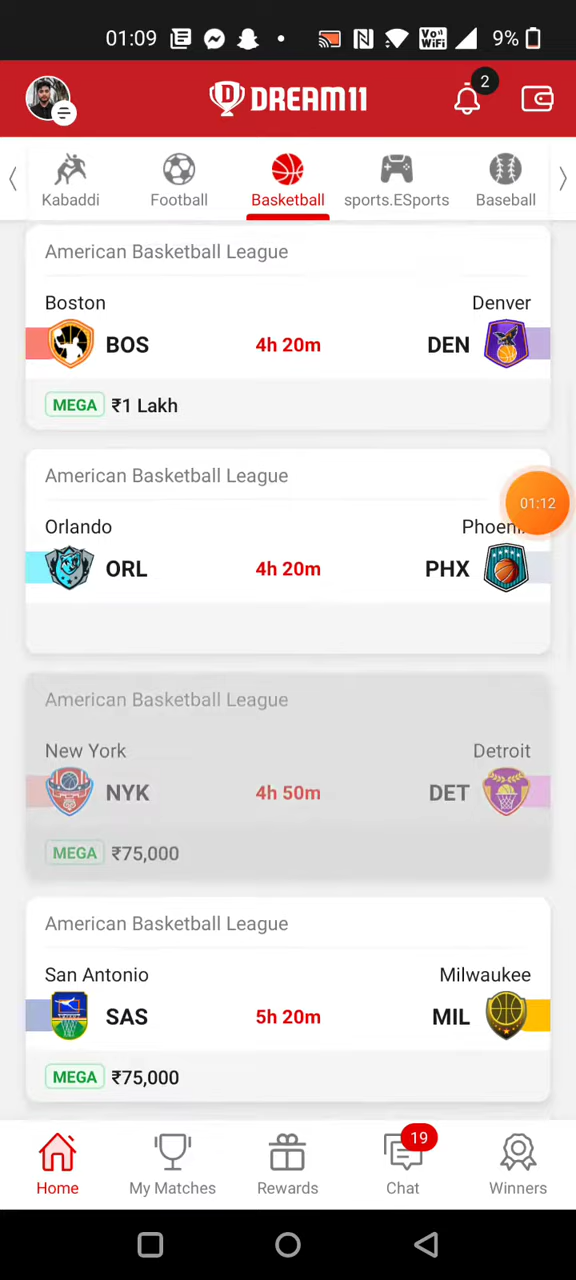 01:09 Vo)) WiFi 9%
DREAM11 2
Kabaddi Football Basketball sports.ESports Baseball
American Basketball League
Boston Denver
BOS 4h 20m DEN
MEGA ₹1 Lakh
American Basketball League
01:12
Orlando Phoeni
ORL 4h 20m PHX
American Basketball League
New York Detroit
NYK 4h 50m DET
MEGA ₹75,000
American Basketball League
San Antonio Milwaukee
SAS 5h 20m MIL
MEGA ₹75,000
19
Home My Matches Rewards Chat Winners